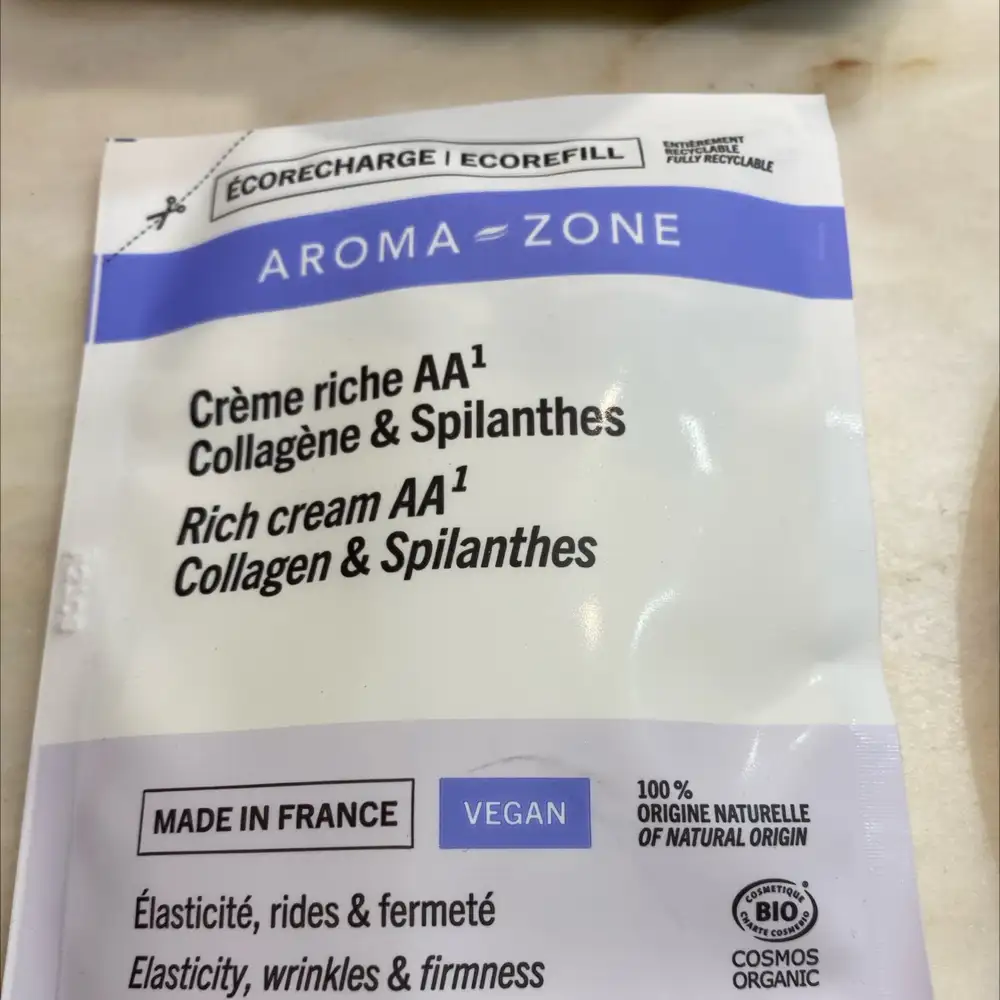 ÉCORECHARGE | ECOREFILL
ENTIÈREMENT
RECYCLABLE
FULLY RECYCLABLE
AROMA ZONE
Crème riche AA¹
Collagène & Spilanthes
Rich cream AA¹
Collagen & Spilanthes
MADE IN FRANCE
VEGAN
100 %
ORIGINE NATURELLE
OF NATURAL ORIGIN
Élasticité, rides & fermeté
Elasticity, wrinkles & firmness
COSMETIQUE
BIO
CHARTE COSMEBIO
COSMOS
ORGANIC